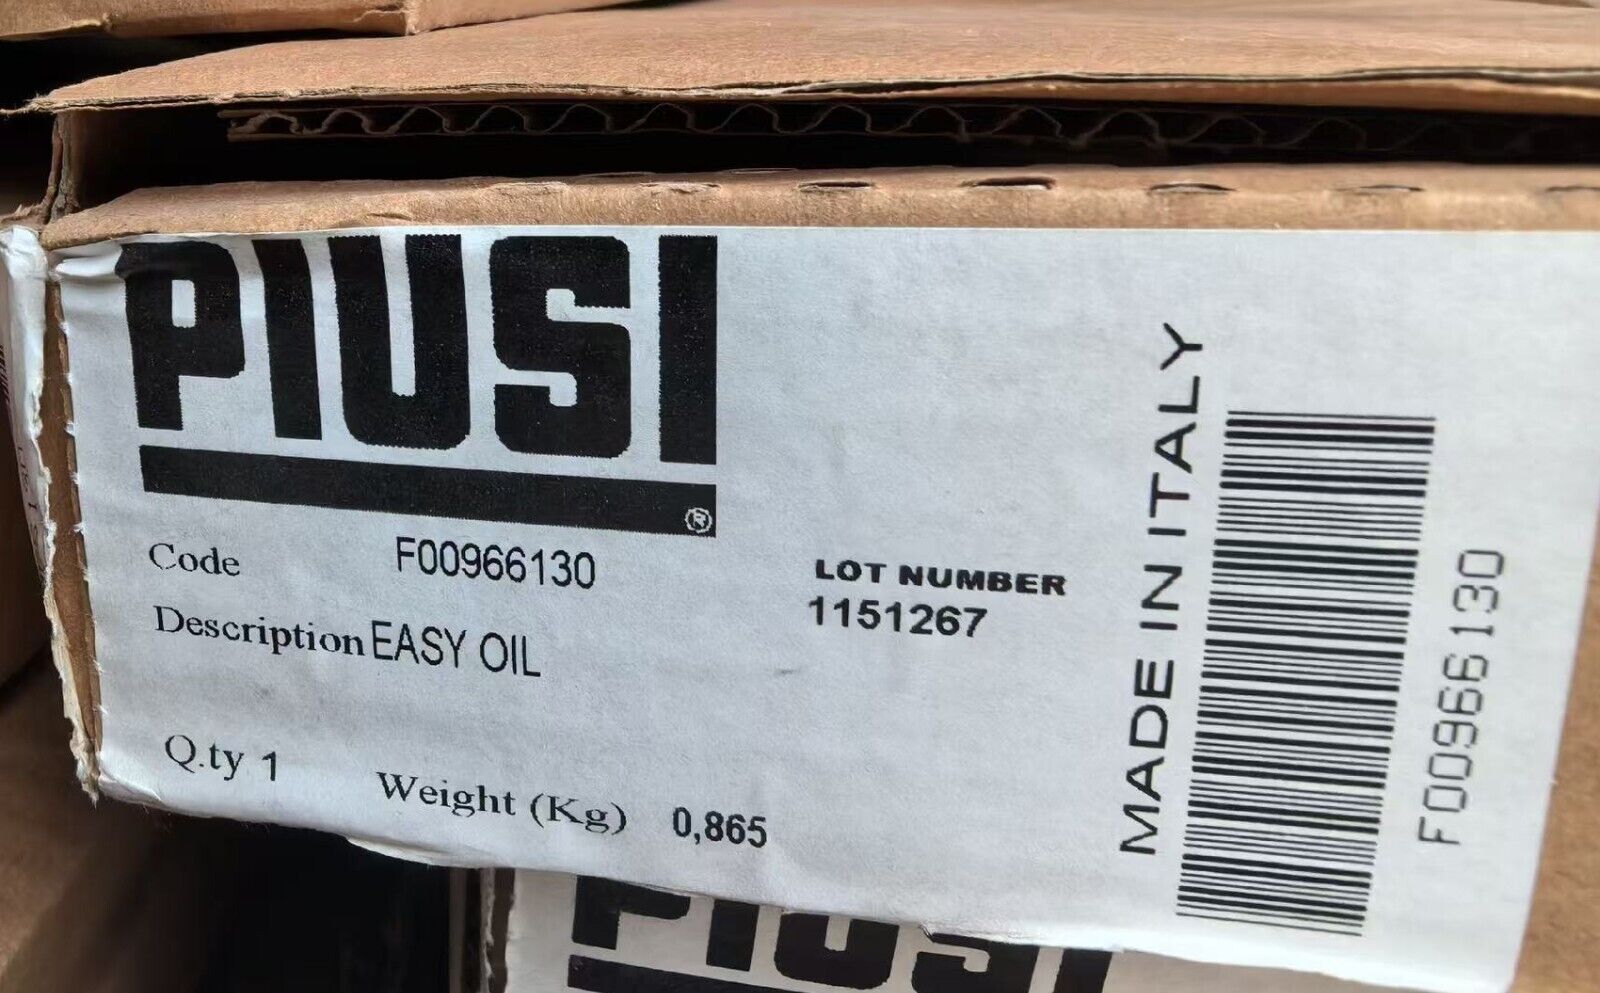 PIUSI
®
Code F00966130
Description EASY OIL
Q.ty 1
Weight (Kg) 0,865
LOT NUMBER
1151267
MADE IN ITALY
F00966130
PIUSI